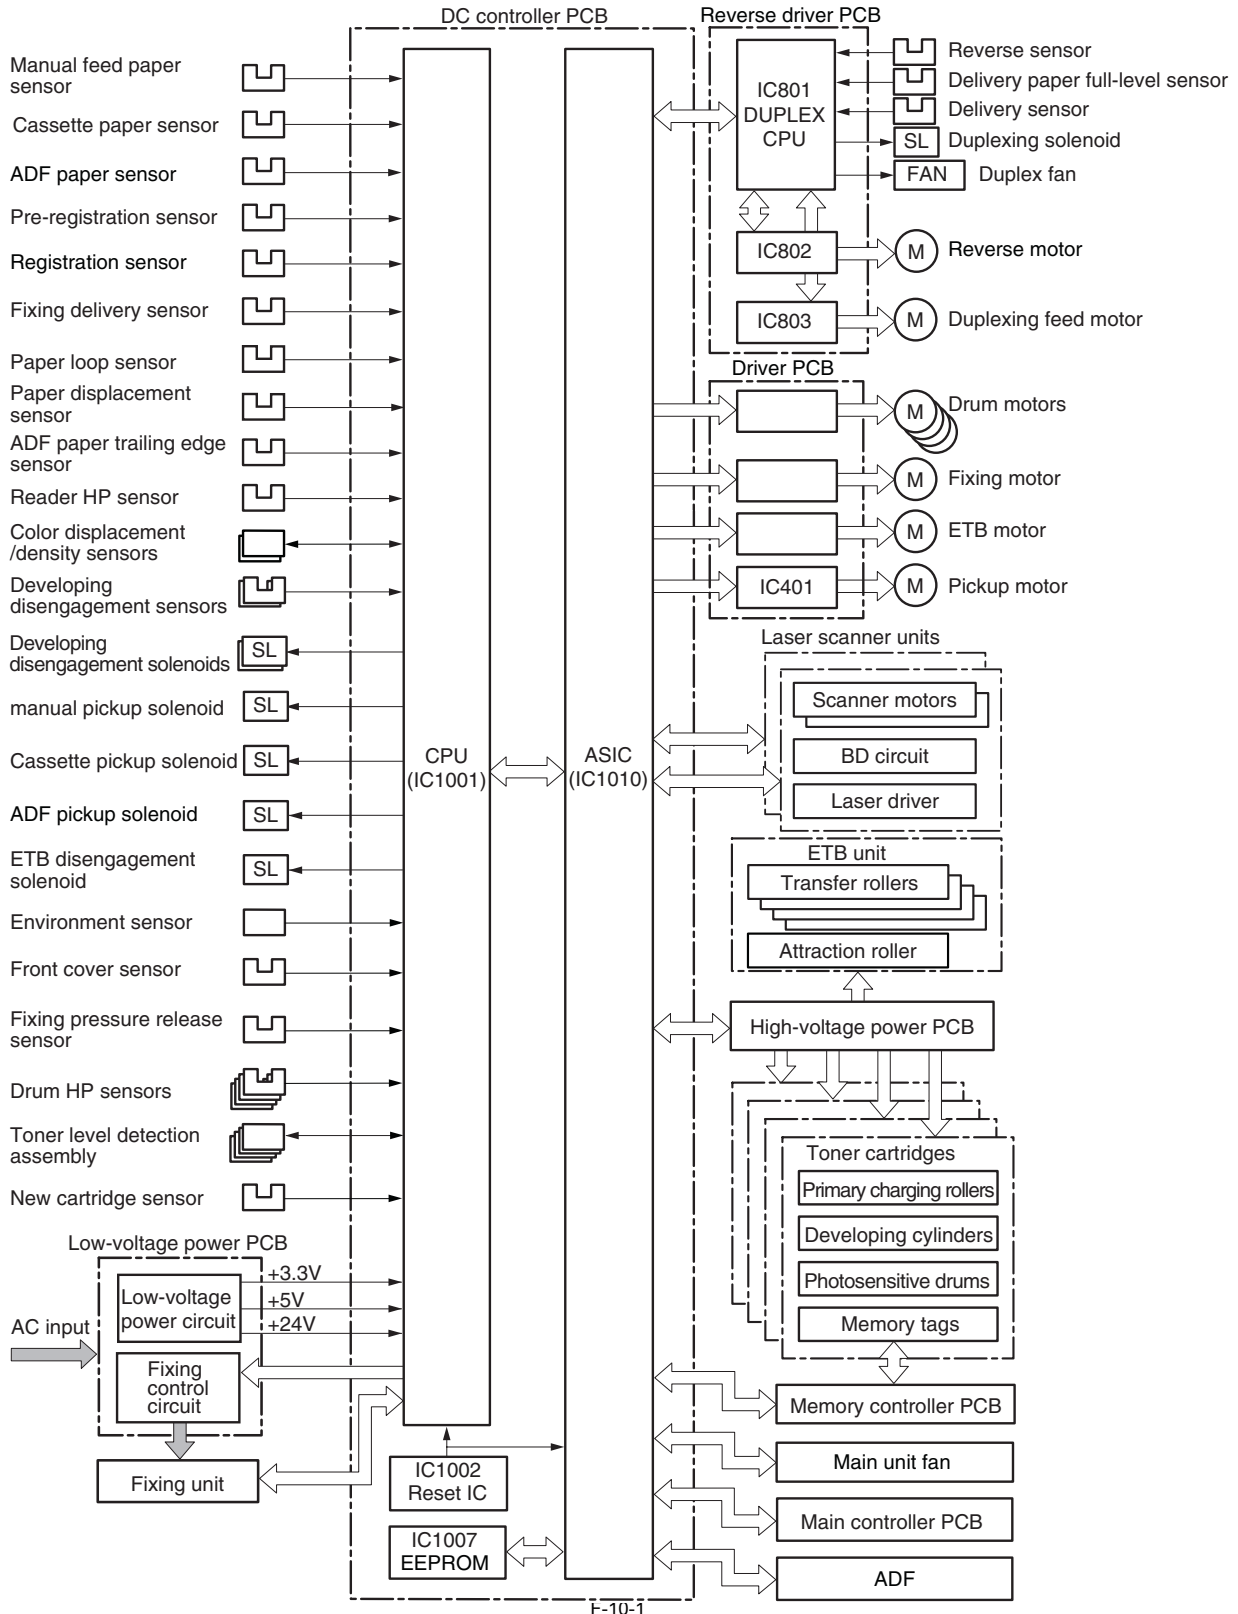 DC controller PCB
Manual feed paper
sensor
Cassette paper sensor
ADF paper sensor
Pre-registration sensor
Registration sensor
Fixing delivery sensor
Paper loop sensor
Paper displacement
sensor
ADF paper trailing edge
sensor
Reader HP sensor
Color displacement
/density sensors
Developing
disengagement sensors
Developing
disengagement solenoids
SL
manual pickup solenoid
SL
Cassette pickup solenoid
SL
ADF pickup solenoid
SL
ETB disengagement
solenoid
SL
Environment sensor
Front cover sensor
Fixing pressure release
sensor
Drum HP sensors
Toner level detection
assembly
New cartridge sensor
Low-voltage power PCB
Low-voltage
power circuit
+3.3V
+5V
+24V
AC input
Fixing
control
circuit
Fixing unit
CPU
(IC1001)
ASIC
(IC1010)
IC1002
Reset IC
IC1007
EEPROM
Reverse driver PCB
IC801
DUPLEX
CPU
Reverse sensor
Delivery paper full-level sensor
Delivery sensor
SL
Duplexing solenoid
FAN
Duplex fan
IC802
M
Reverse motor
IC803
M
Duplexing feed motor
Driver PCB
M
Drum motors
M
Fixing motor
M
ETB motor
IC401
M
Pickup motor
Laser scanner units
Scanner motors
BD circuit
Laser driver
ETB unit
Transfer rollers
Attraction roller
High-voltage power PCB
Toner cartridges
Primary charging rollers
Developing cylinders
Photosensitive drums
Memory tags
Memory controller PCB
Main unit fan
Main controller PCB
ADF
F-10-1